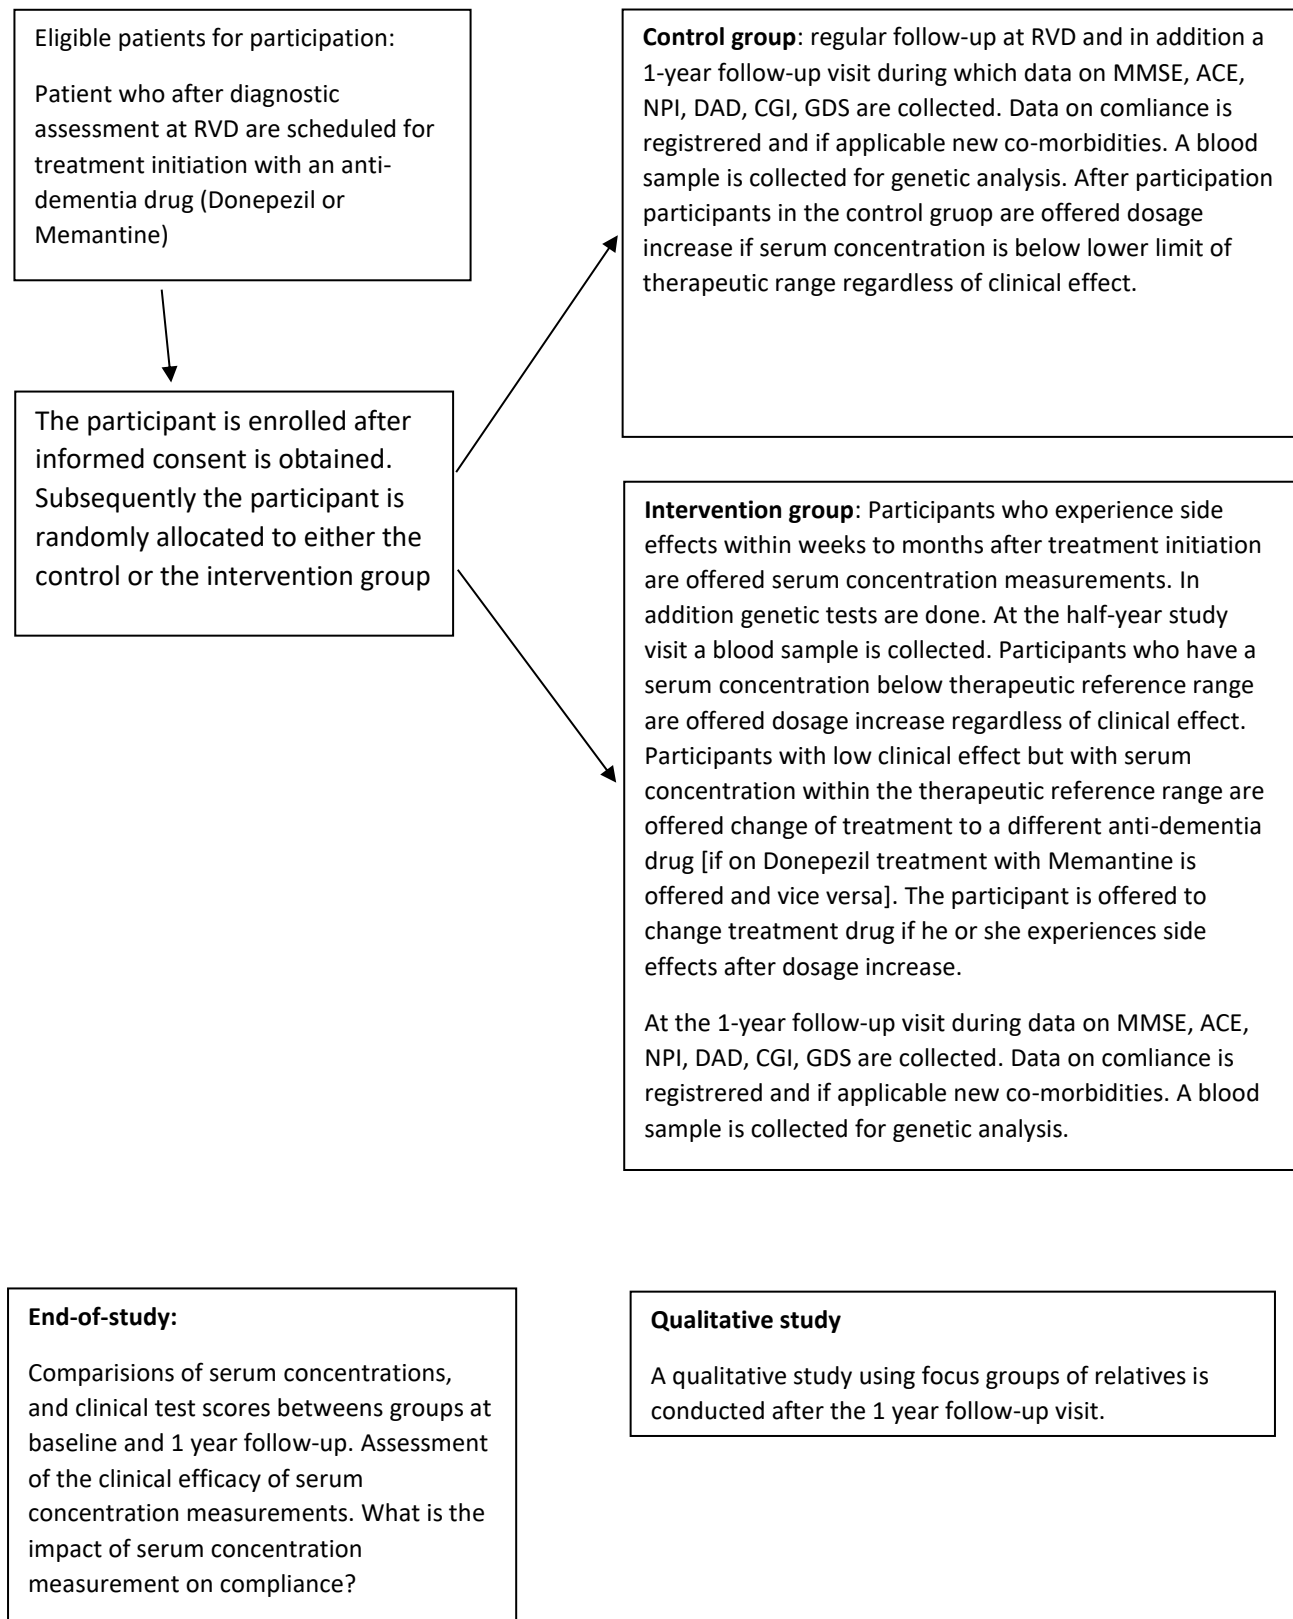 Eligible patients for participation:
Patient who after diagnostic
assessment at RVD are scheduled for
treatment initiation with an anti-
dementia drug (Donepezil or
Memantine)
The participant is enrolled after
informed consent is obtained.
Subsequently the participant is
randomly allocated to either the
control or the intervention group
Control group: regular follow-up at RVD and in addition a
1-year follow-up visit during which data on MMSE, ACE,
NPI, DAD, CGI, GDS are collected. Data on comliance is
registrered and if applicable new co-morbidities. A blood
sample is collected for genetic analysis. After participation
participants in the control gruop are offered dosage
increase if serum concentration is below lower limit of
therapeutic range regardless of clinical effect.
Intervention group: Participants who experience side
effects within weeks to months after treatment initiation
are offered serum concentration measurements. In
addition genetic tests are done. At the half-year study
visit a blood sample is collected. Participants who have a
serum concentration below therapeutic reference range
are offered dosage increase regardless of clinical effect.
Participants with low clinical effect but with serum
concentration within the therapeutic reference range are
offered change of treatment to a different anti-dementia
drug [if on Donepezil treatment with Memantine is
offered and vice versa]. The participant is offered to
change treatment drug if he or she experiences side
effects after dosage increase.
At the 1-year follow-up visit during data on MMSE, ACE,
NPI, DAD, CGI, GDS are collected. Data on comliance is
registrered and if applicable new co-morbidities. A blood
sample is collected for genetic analysis.
End-of-study:
Comparisions of serum concentrations,
and clinical test scores betweens groups at
baseline and 1 year follow-up. Assessment
of the clinical efficacy of serum
concentration measurements. What is the
impact of serum concentration
measurement on compliance?
Qualitative study
A qualitative study using focus groups of relatives is
conducted after the 1 year follow-up visit.